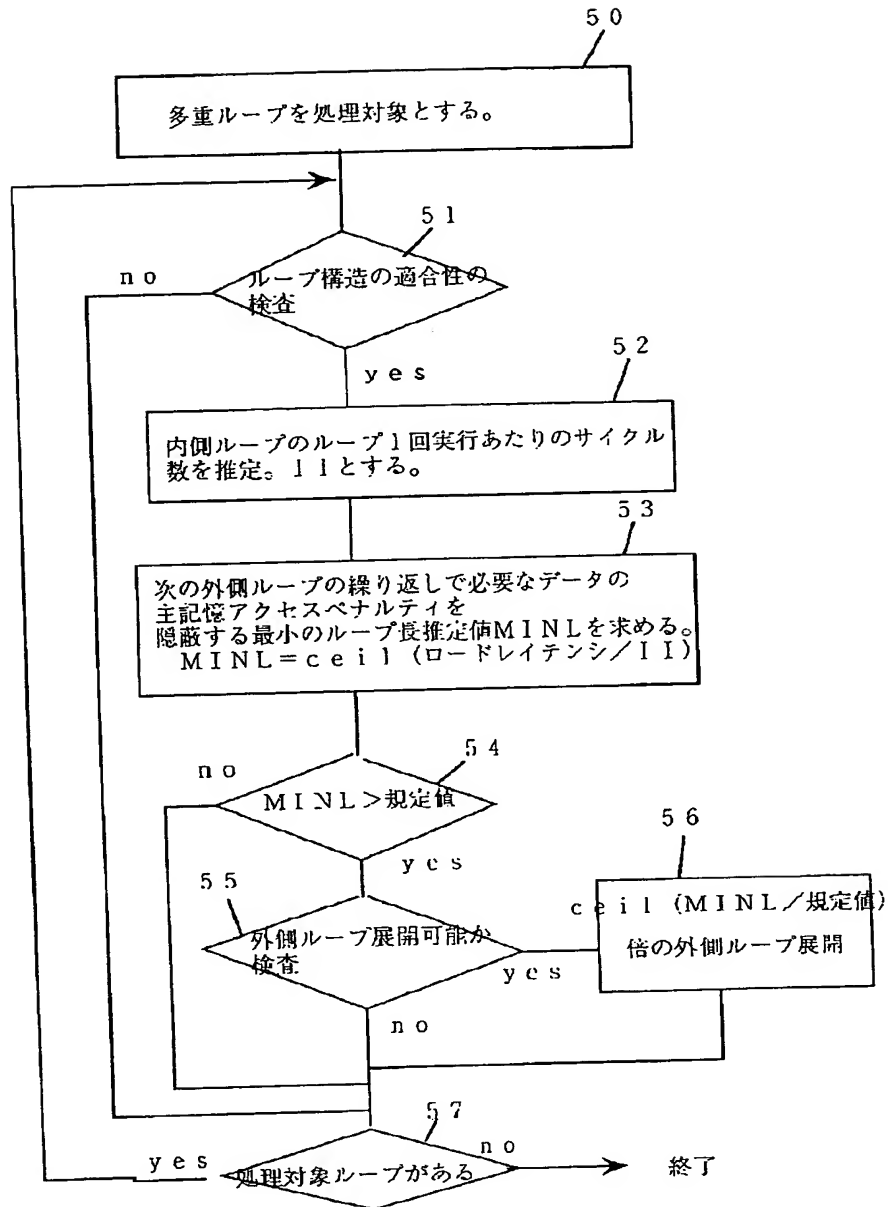 ５０
多重ループを処理対象とする。
５１
no
ループ構造の適合性の
検査
yes
５２
内側ループのループ１回実行あたりのサイクル
数を推定。IIとする。
５３
次の外側ループの繰り返しで必要なデータの
主記憶アクセスペナルティを
隠蔽する最小のループ長推定値MINLを求める。
MINL＝ceil（ロードレイテンシ／II）
５４
no
MINL＞規定値
yes
５５
外側ループ展開可能か
検査
yes
５６
ceil（MINL／規定値）
倍の外側ループ展開
no
５７
yes
処理対象ループがある
no
終了